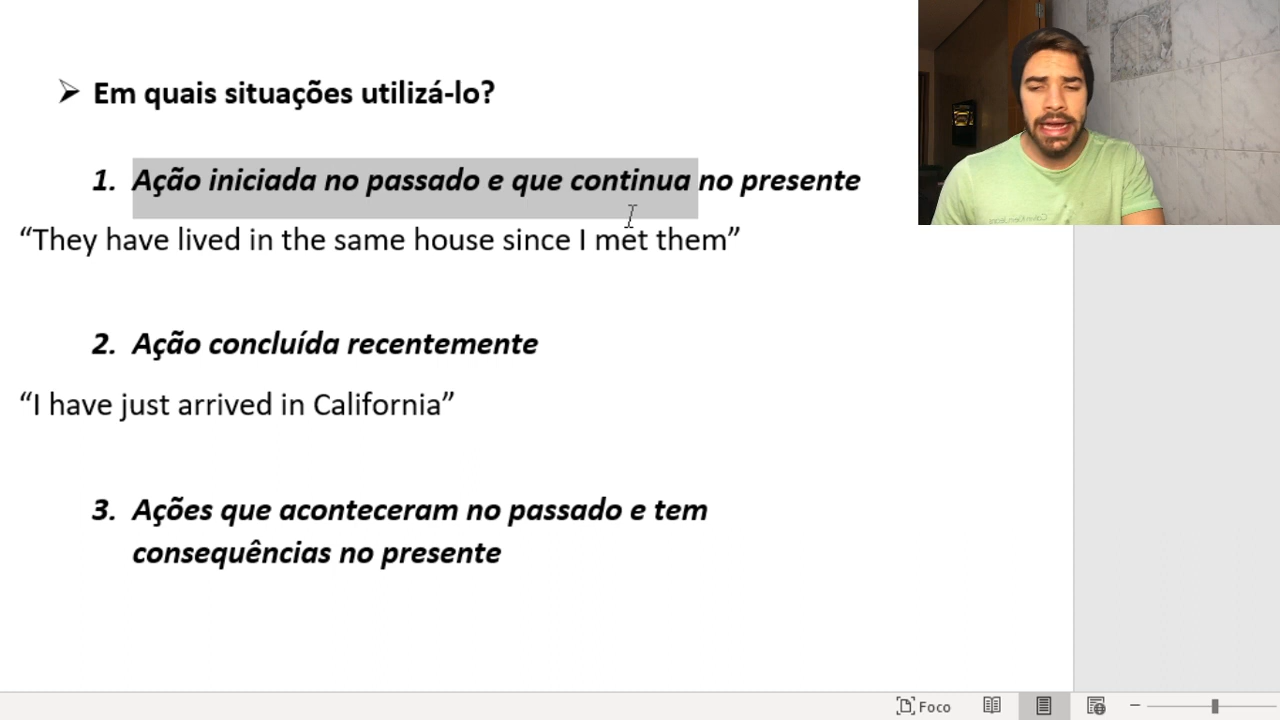 ➢ Em quais situações utilizá-lo?
1. Ação iniciada no passado e que continua no presente
“They have lived in the same house since I met them”
2. Ação concluída recentemente
“I have just arrived in California”
3. Ações que aconteceram no passado e tem
consequências no presente
Foco